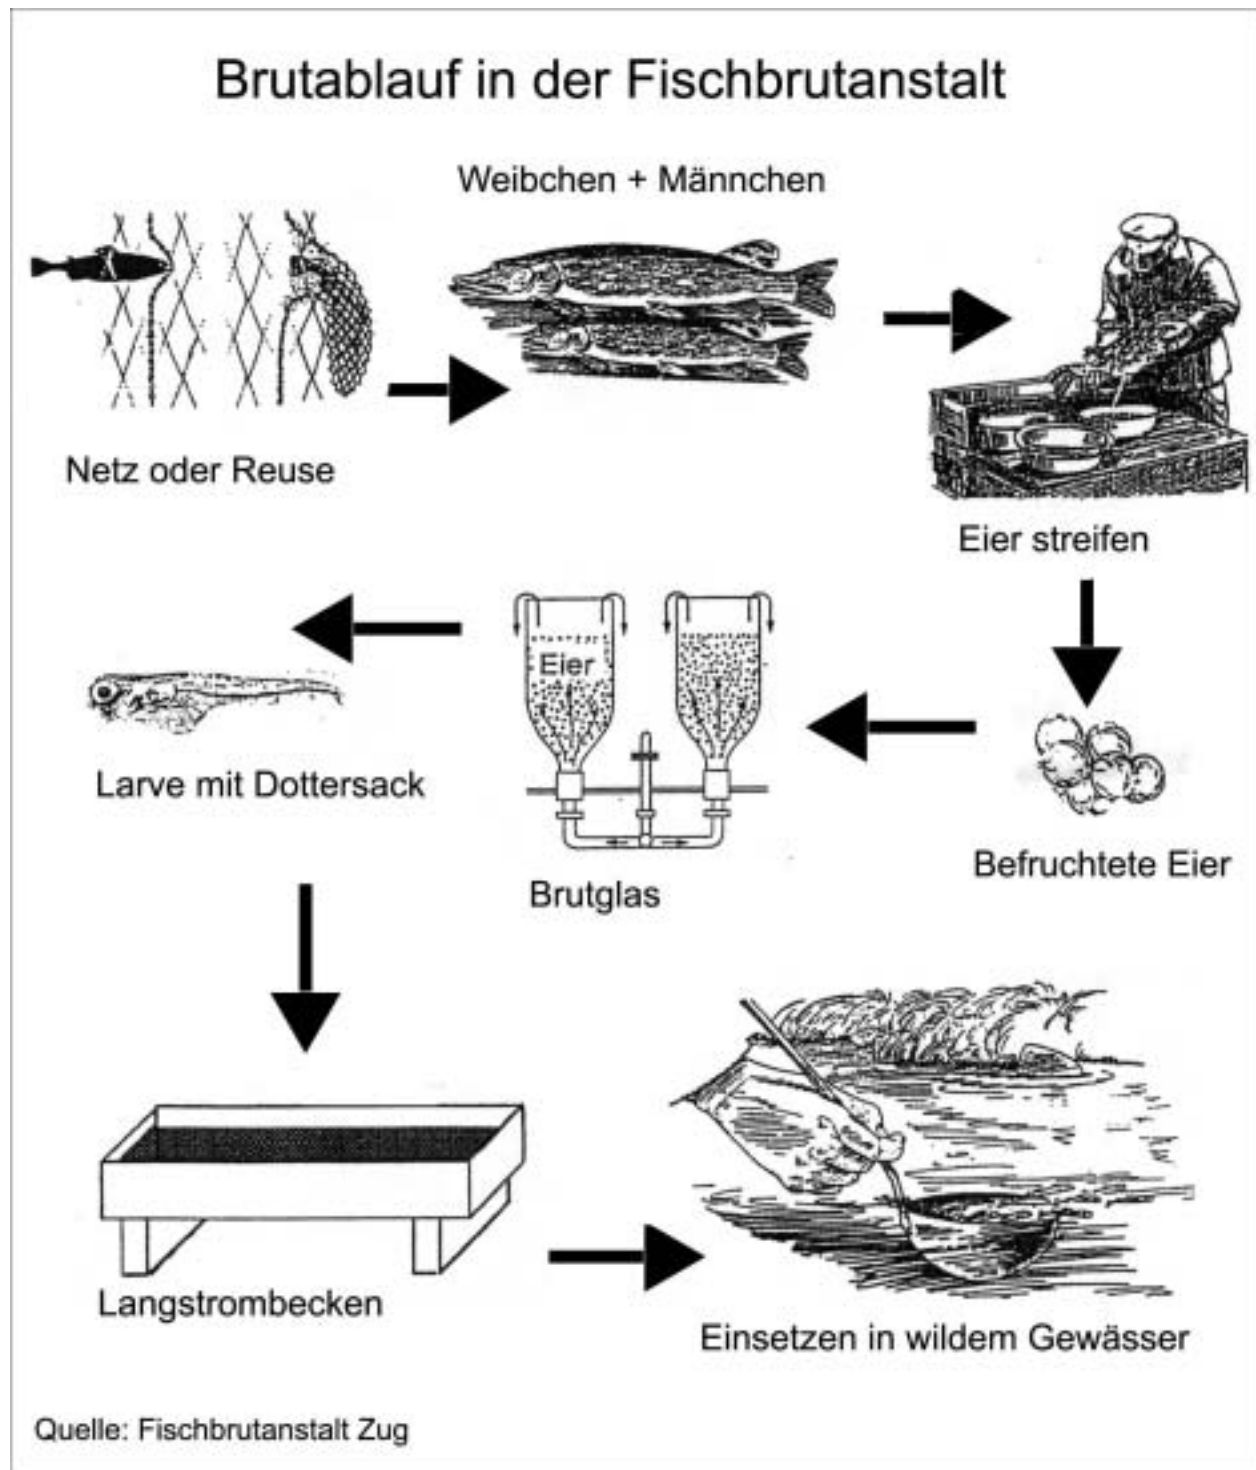 Brutablauf in der Fischbrutanstalt
Weibchen + Männchen
Netz oder Reuse
Eier streifen
Eier
Larve mit Dottersack
Brutglas
Befruchtete Eier
Langstrombecken
Einsetzen in wildem Gewässer
Quelle: Fischbrutanstalt Zug